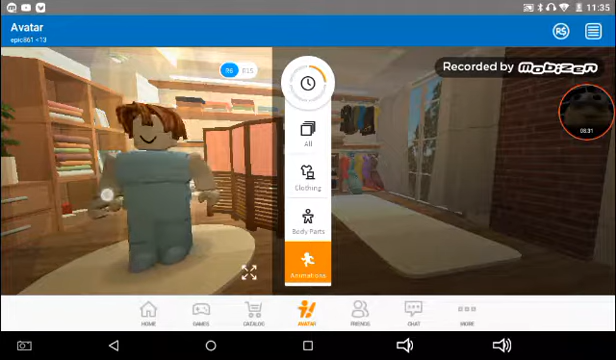 11:35
Avatar
epic861 <13
R$
Recorded by MOBIZEN
R6 R15
All
Clothing
Body Parts
Animations
08:31
HOME GAMES CATALOG AVATAR FRIENDS CHAT MORE